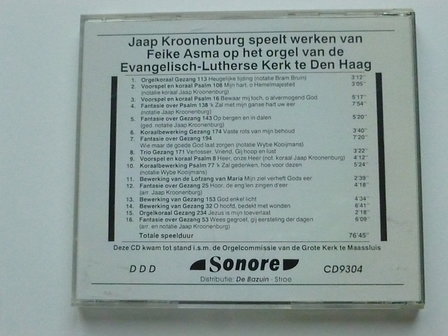 Jaap Kroonenburg speelt werken van
Feike Asma op het orgel van de
Evangelisch-Lutherse Kerk te Den Haag
1. Orgelkoraal Gezang 113 Heugelijke tijding (notatie Bram Bruin) 3'12"
2. Voorspel en koraal Psalm 108 Mijn hart, o Hemelmajesteit 3'05"
(notatie koraal Jaap Kroonenburg)
3. Voorspel en koraal Psalm 16 Bewaar mij toch, o alvermogend God 5'17"
4. Fantasie over Psalm 138 'k Zal met mijn ganse hart uw eer 7'54"
(notatie Jaap Kroonenburg)
5. Fantasie over Gezang 143 Op bergen en in dalen 5'20"
(ged. notatie Jaap Kroonenburg)
6. Koraalbewerking Gezang 174 Vaste rots van mijn behoud 3'40"
7. Fantasie over Gezang 194 7'20"
Wie maar de goede God laat zorgen (notatie Wybe Kooijmans)
8. Trio Gezang 171 Verlosser, Vriend, Gij hoop en lust 3'22"
9. Voorspel en koraal Psalm 8 Heer, onze Heer (not. koraal Jaap Kroonenburg) 4'12"
10. Koraalbewerking Psalm 77 'k Zal gedenken, hoe voor dezen 5'24"
(notatie Wybe Kooijmans)
11. Bewerking van de Lofzang van Maria Mijn ziel verheft Gods eer 2'39"
12. Fantasie over Gezang 25 Hoor, de eng'len zingen d'eer 4'18"
(arr. Jaap Kroonenburg)
13. Bewerking van Gezang 153 God enkel licht 4'34"
14. Bewerking van Gezang 32 O hoofd, bedekt met wonden 6'41"
15. Orgelkoraal Gezang 234 Jezus is mijn toeverlaat 2'18"
16. Fantasie over Gezang 53 Wees gegroet, gij eersteling der dagen 6'09"
(arr. Jaap Kroonenburg)
Totale speelduur 76'45"
Deze CD kwam tot stand i.s.m. de Orgelcommissie van de Grote Kerk te Maassluis
DDD Sonore CD9304
Distributie: De Bazuin - Stroe